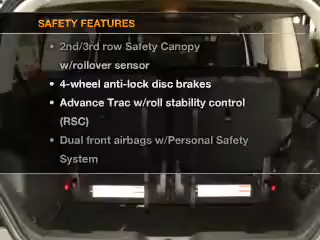 SAFETY FEATURES
• 2nd/3rd row Safety Canopy
w/rollover sensor
• 4-wheel anti-lock disc brakes
• Advance Trac w/roll stability control
(RSC)
• Dual front airbags w/Personal Safety
System